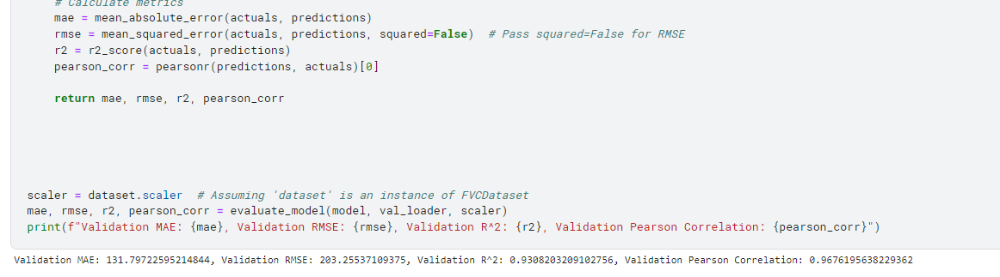 # Calculate metrics
mae = mean_absolute_error(actuals, predictions)
rmse = mean_squared_error(actuals, predictions, squared=False)  # Pass squared=False for RMSE
r2 = r2_score(actuals, predictions)
pearson_corr = pearsonr(predictions, actuals)[0]
return mae, rmse, r2, pearson_corr
scaler = dataset.scaler  # Assuming 'dataset' is an instance of FVCDataset
mae, rmse, r2, pearson_corr = evaluate_model(model, val_loader, scaler)
print(f"Validation MAE: {mae}, Validation RMSE: {rmse}, Validation R^2: {r2}, Validation Pearson Correlation: {pearson_corr}")
Validation MAE: 131.79722595214844, Validation RMSE: 203.25537109375, Validation R^2: 0.9308203209102756, Validation Pearson Correlation: 0.9676195638229362